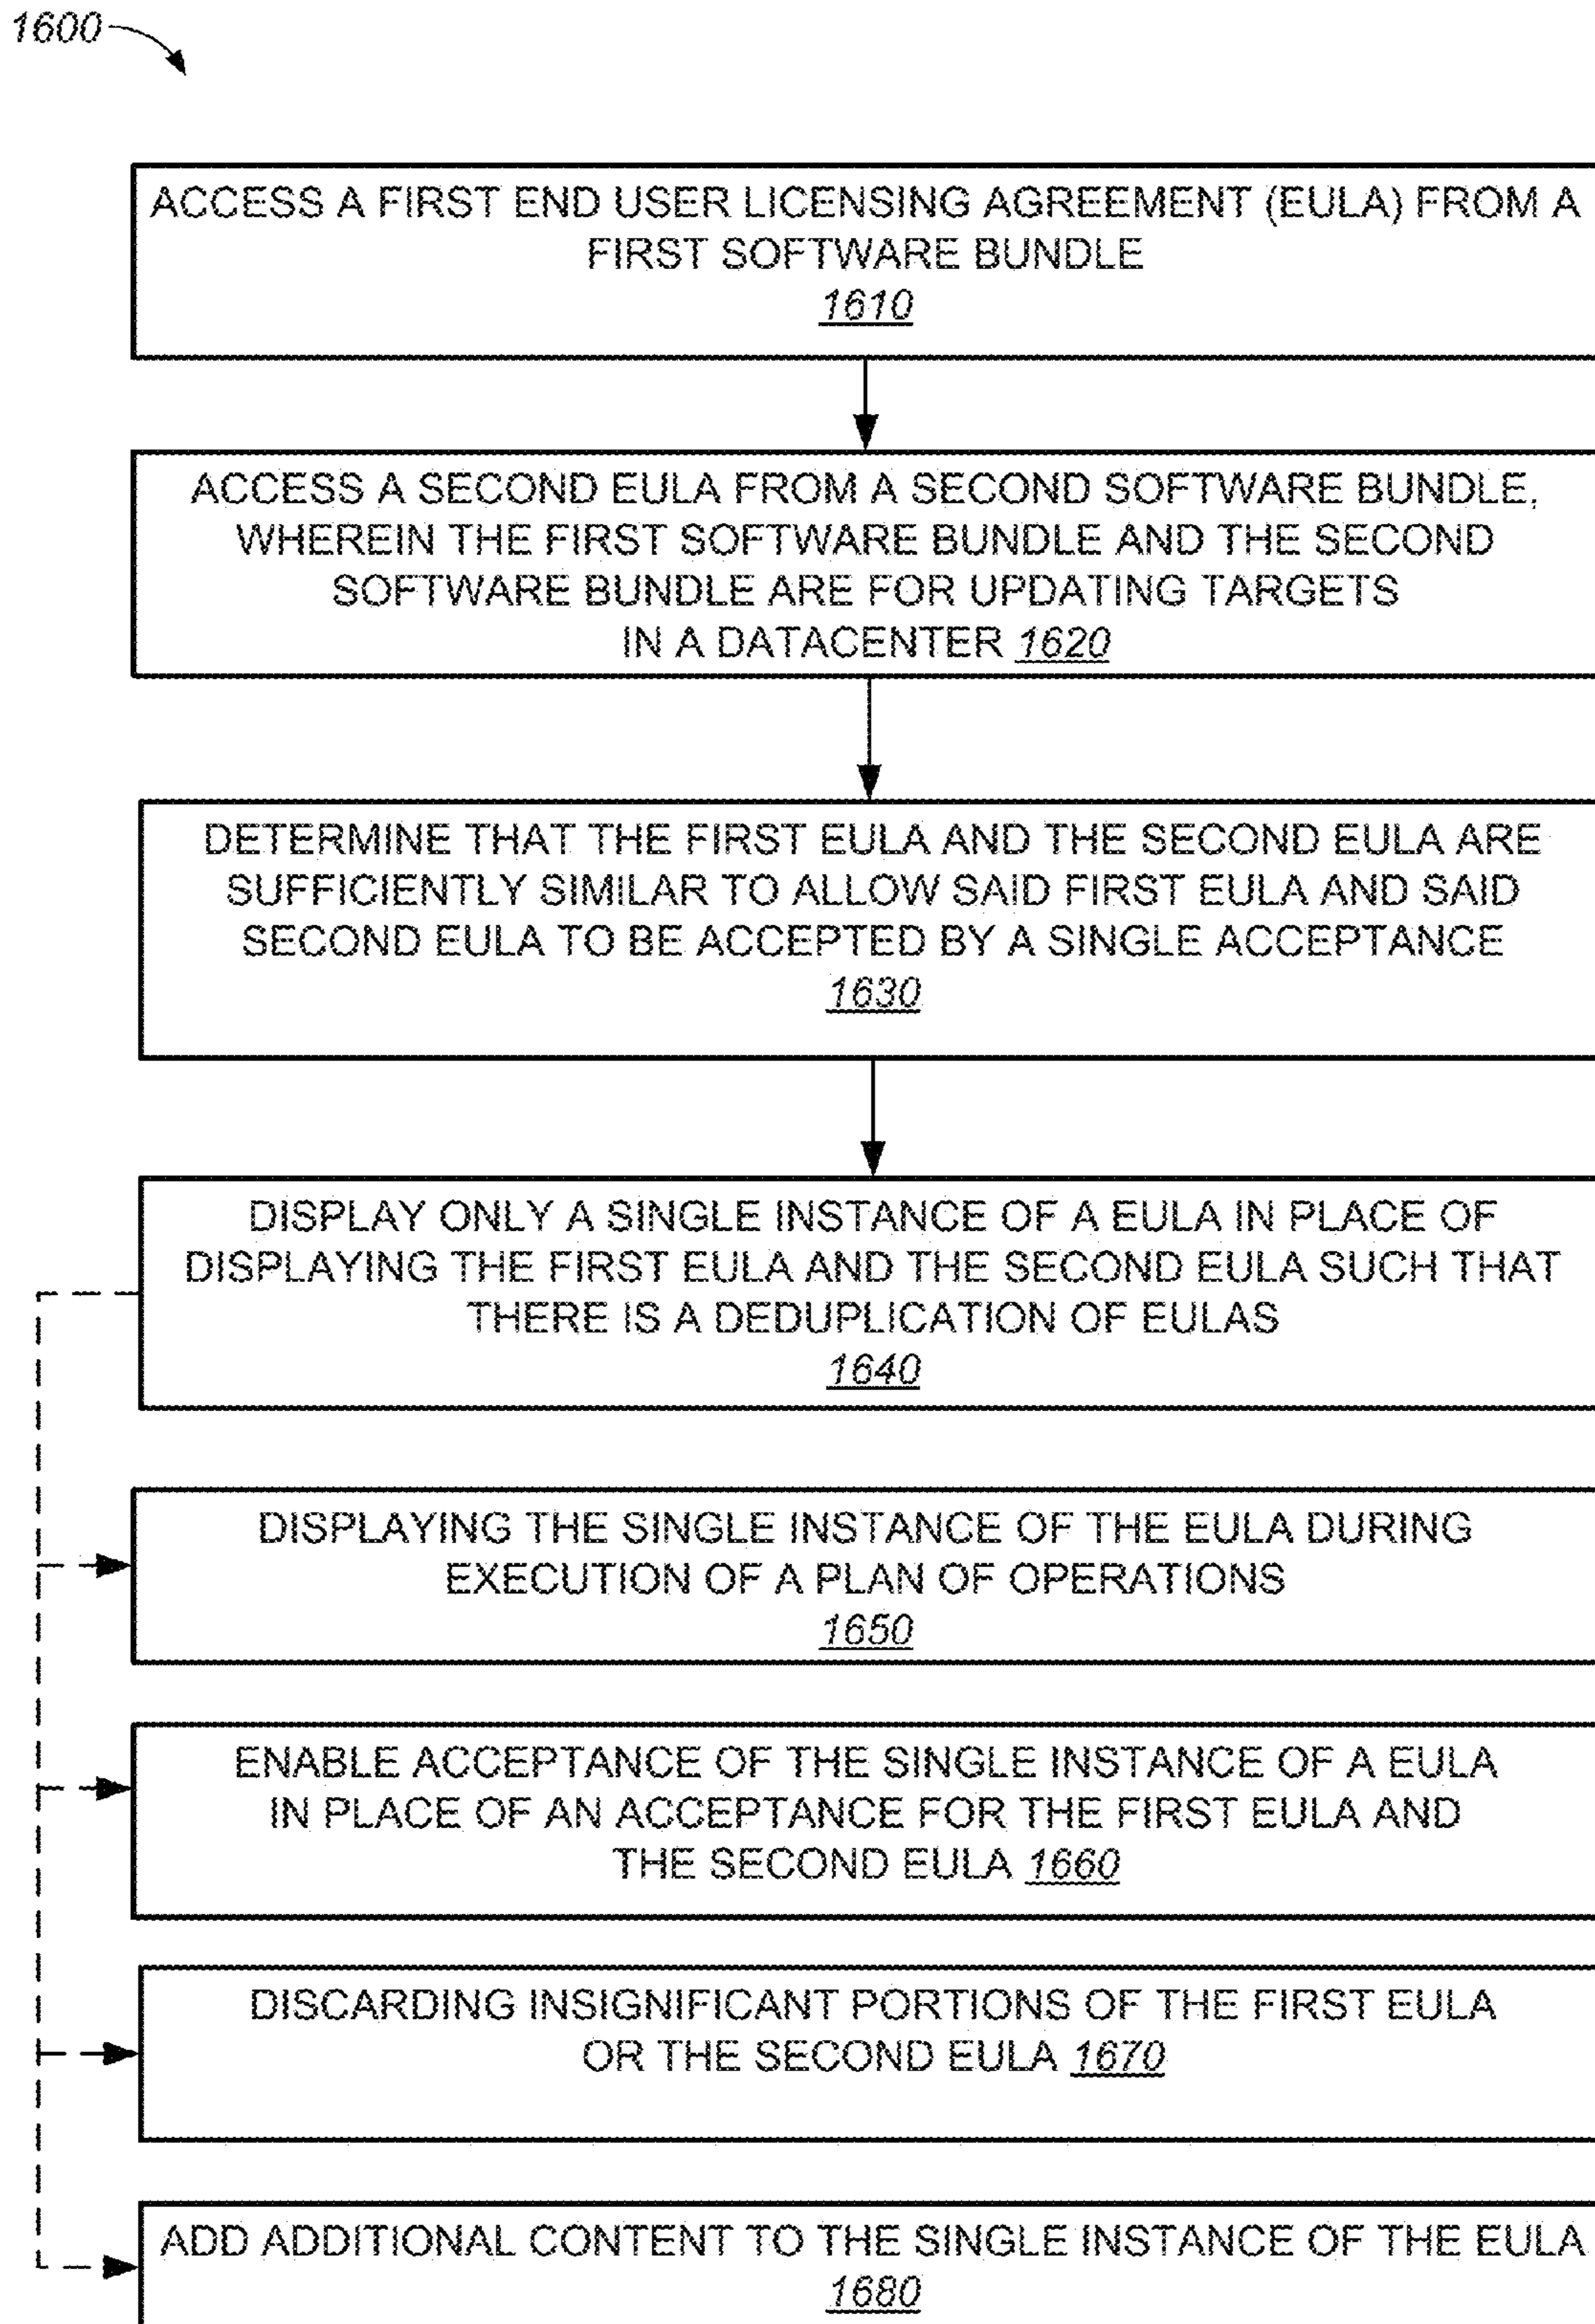 1600
ACCESS A FIRST END USER LICENSING AGREEMENT (EULA) FROM A
FIRST SOFTWARE BUNDLE
1610
ACCESS A SECOND EULA FROM A SECOND SOFTWARE BUNDLE,
WHEREIN THE FIRST SOFTWARE BUNDLE AND THE SECOND
SOFTWARE BUNDLE ARE FOR UPDATING TARGETS
IN A DATACENTER 1620
DETERMINE THAT THE FIRST EULA AND THE SECOND EULA ARE
SUFFICIENTLY SIMILAR TO ALLOW SAID FIRST EULA AND SAID
SECOND EULA TO BE ACCEPTED BY A SINGLE ACCEPTANCE
1630
DISPLAY ONLY A SINGLE INSTANCE OF A EULA IN PLACE OF
DISPLAYING THE FIRST EULA AND THE SECOND EULA SUCH THAT
THERE IS A DEDUPLICATION OF EULAS
1640
DISPLAYING THE SINGLE INSTANCE OF THE EULA DURING
EXECUTION OF A PLAN OF OPERATIONS
1650
ENABLE ACCEPTANCE OF THE SINGLE INSTANCE OF A EULA
IN PLACE OF AN ACCEPTANCE FOR THE FIRST EULA AND
THE SECOND EULA 1660
DISCARDING INSIGNIFICANT PORTIONS OF THE FIRST EULA
OR THE SECOND EULA 1670
ADD ADDITIONAL CONTENT TO THE SINGLE INSTANCE OF THE EULA
1680